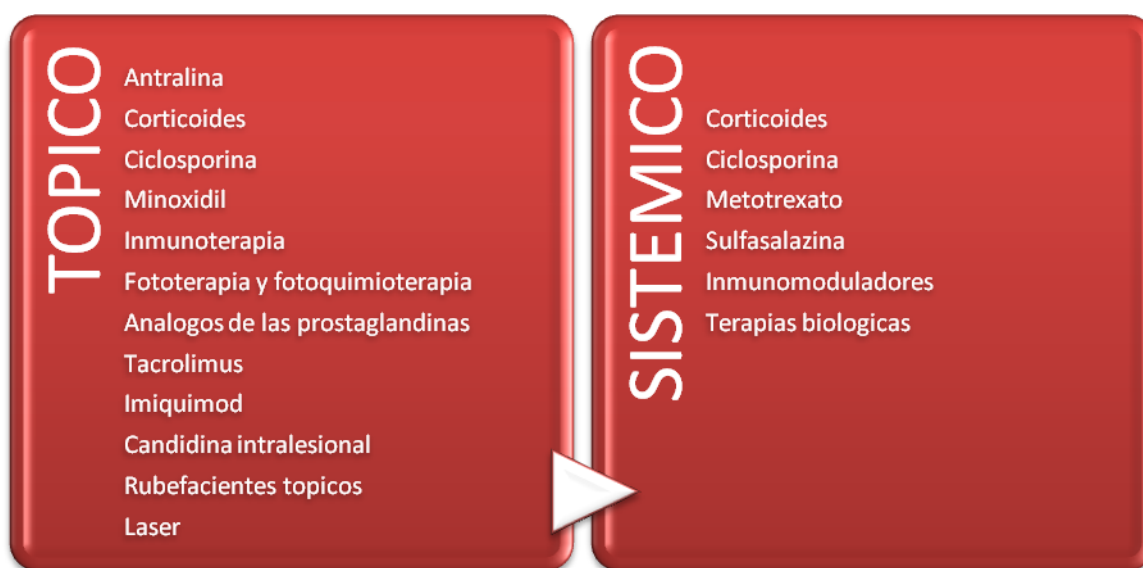 TOPICO
Antralina
Corticoides
Ciclosporina
Minoxidil
Inmunoterapia
Fototerapia y fotoquimioterapia
Analogos de las prostaglandinas
Tacrolimus
Imiquimod
Candidina intralesional
Rubefacientes topicos
Laser
SISTEMICO
Corticoides
Ciclosporina
Metotrexato
Sulfasalazina
Inmunomoduladores
Terapias biologicas